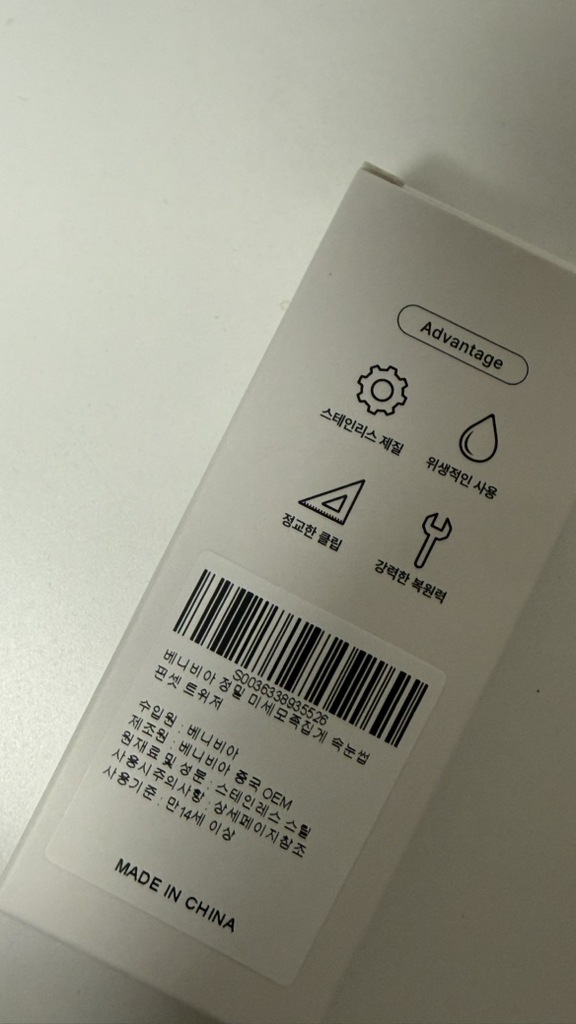 Advantage
스테인리스 제질
위생적인 사용
정교한 클립
강력한 복원력
S0036338935526
베니비아 정밀 미세모족집게 속눈썹
핀셋 트위저
수입원 : 베니비아
제조원 : 베니비아 중국 OEM
원재료및 성분 : 스테인레스 스틸
사용시주의사항 : 상세페이지참조
사용기준 : 만14세 이상
MADE IN CHINA